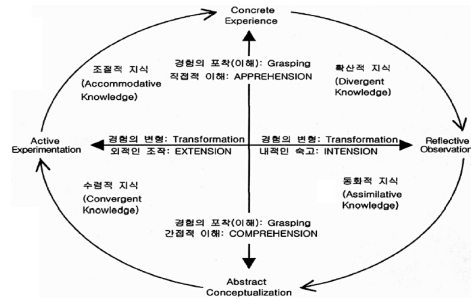 Concrete
Experience
경험의 포착(이해): Grasping
직접적 이해: APPREHENSION
조절적 지식
(Accommodative
Knowledge)
확산적 지식
(Divergent
Knowledge)
Active
Experimentation
경험의 변형: Transformation
외적인 조작: EXTENSION
경험의 변형: Transformation
내적인 숙고: INTENSION
Reflective
Observation
수렴적 지식
(Convergent
Knowledge)
동화적 지식
(Assimilative
Knowledge)
경험의 포착(이해): Grasping
간접적 이해: COMPREHENSION
Abstract
Conceptualization